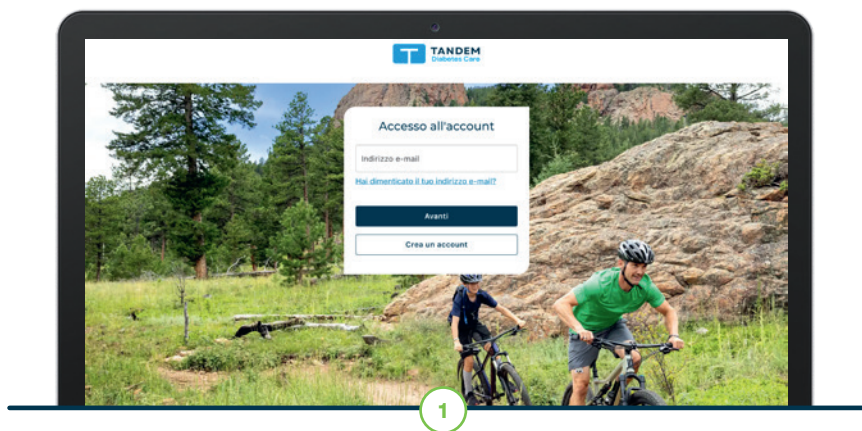 TANDEM
Diabetes Care
Accesso all'account
Indirizzo e-mail
Hai dimenticato il tuo indirizzo e-mail?
Avanti
Crea un account
1